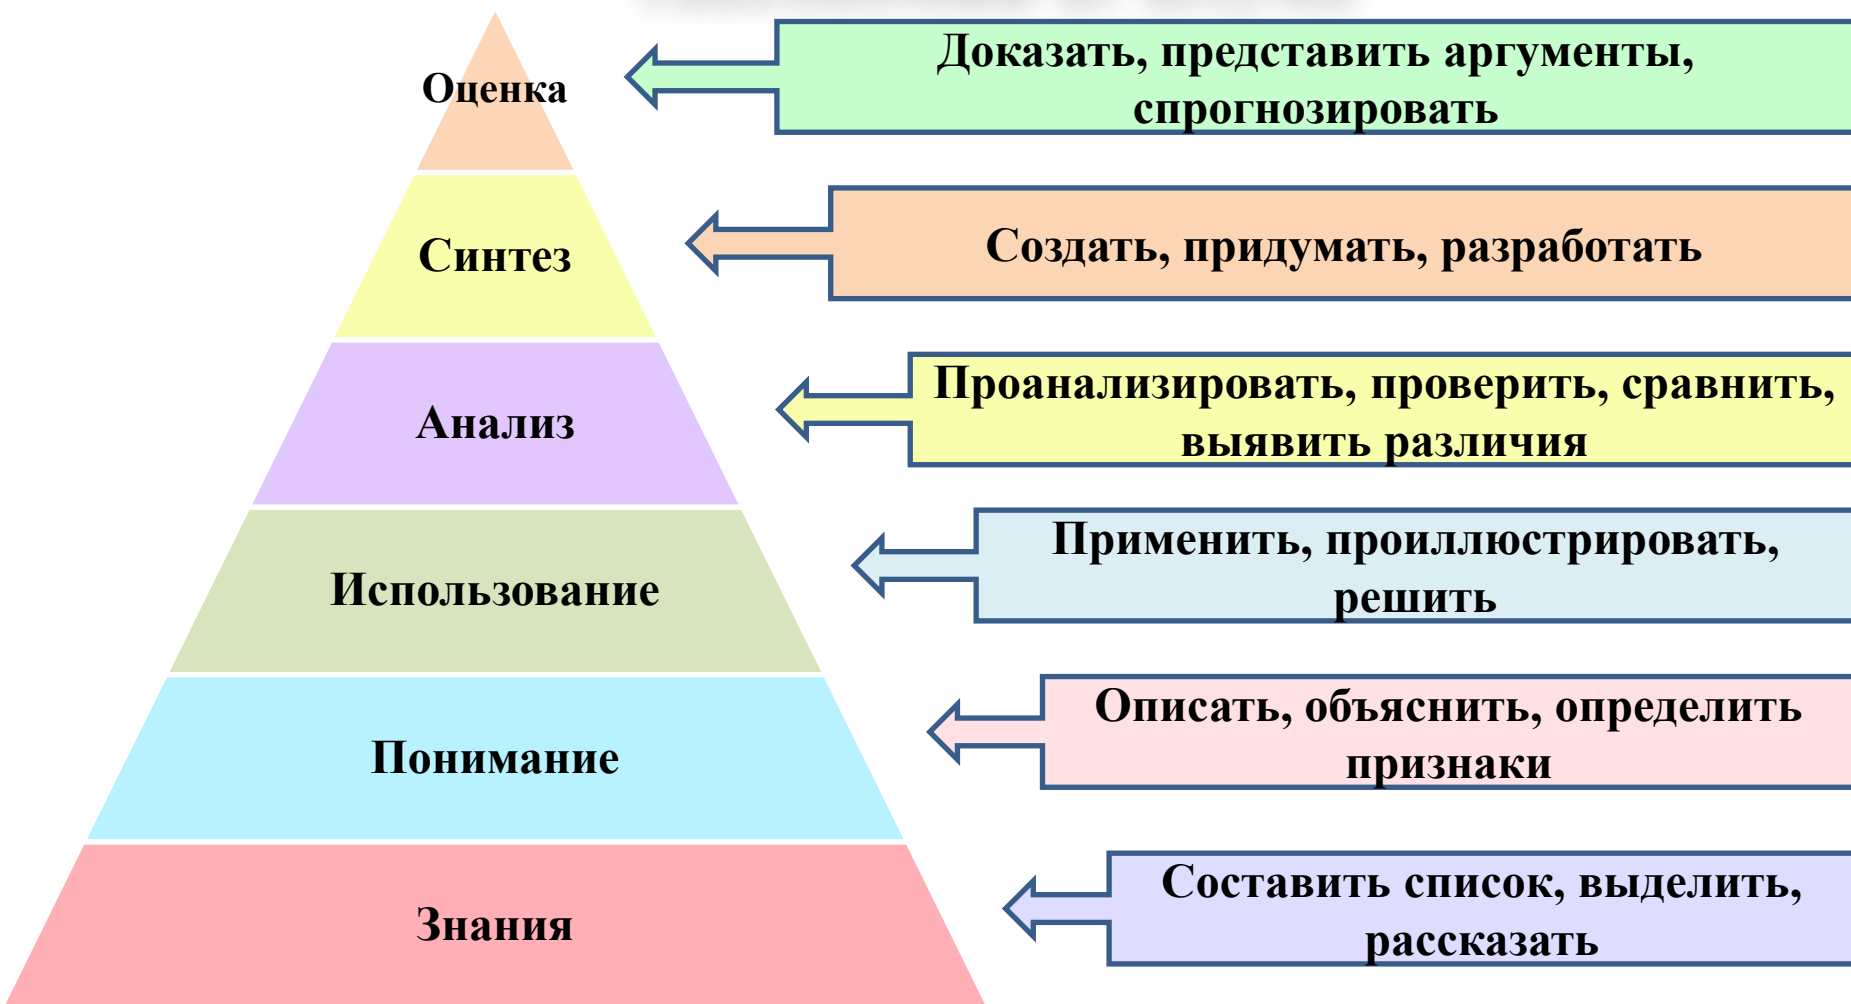 Оценка
Доказать, представить аргументы,
спрогнозировать
Синтез
Создать, придумать, разработать
Анализ
Проанализировать, проверить, сравнить,
выявить различия
Использование
Применить, проиллюстрировать,
решить
Понимание
Описать, объяснить, определить
признаки
Знания
Составить список, выделить,
рассказать